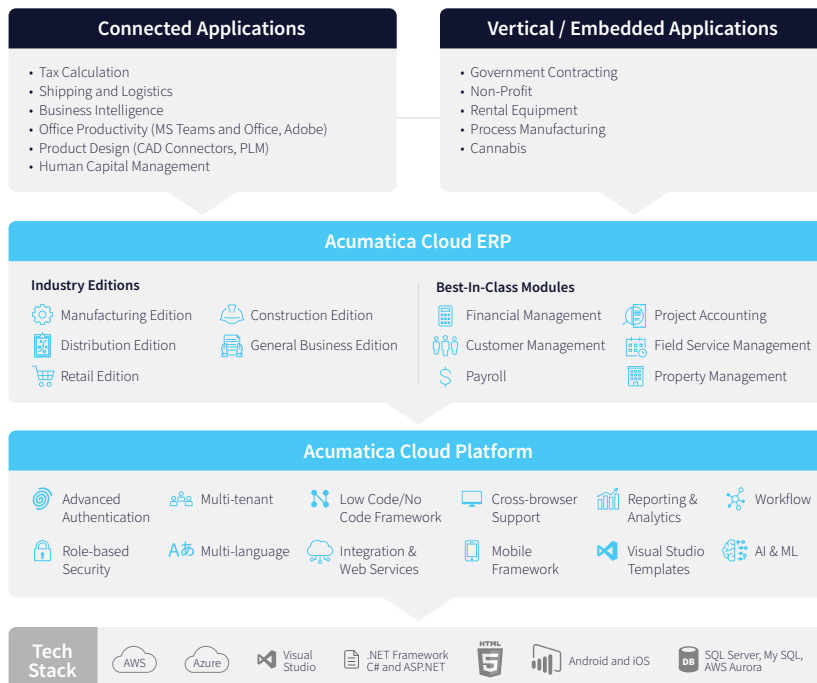 Connected Applications
• Tax Calculation
• Shipping and Logistics
• Business Intelligence
• Office Productivity (MS Teams and Office, Adobe)
• Product Design (CAD Connectors, PLM)
• Human Capital Management
Vertical / Embedded Applications
• Government Contracting
• Non-Profit
• Rental Equipment
• Process Manufacturing
• Cannabis
Acumatica Cloud ERP
Industry Editions
Manufacturing Edition
Construction Edition
Distribution Edition
General Business Edition
Retail Edition
Best-In-Class Modules
Financial Management
Project Accounting
Customer Management
Field Service Management
$ Payroll
Property Management
Acumatica Cloud Platform
Advanced
Authentication
Multi-tenant
Low Code/No
Code Framework
Cross-browser
Support
Reporting &
Analytics
Workflow
Role-based
Security
Aあ Multi-language
Integration &
Web Services
Mobile
Framework
Visual Studio
Templates
AI & ML
Tech
Stack
AWS
Azure
Visual
Studio
.NET Framework
C# and ASP.NET
HTML
5
Android and iOS
DB
SQL Server, My SQL,
AWS Aurora